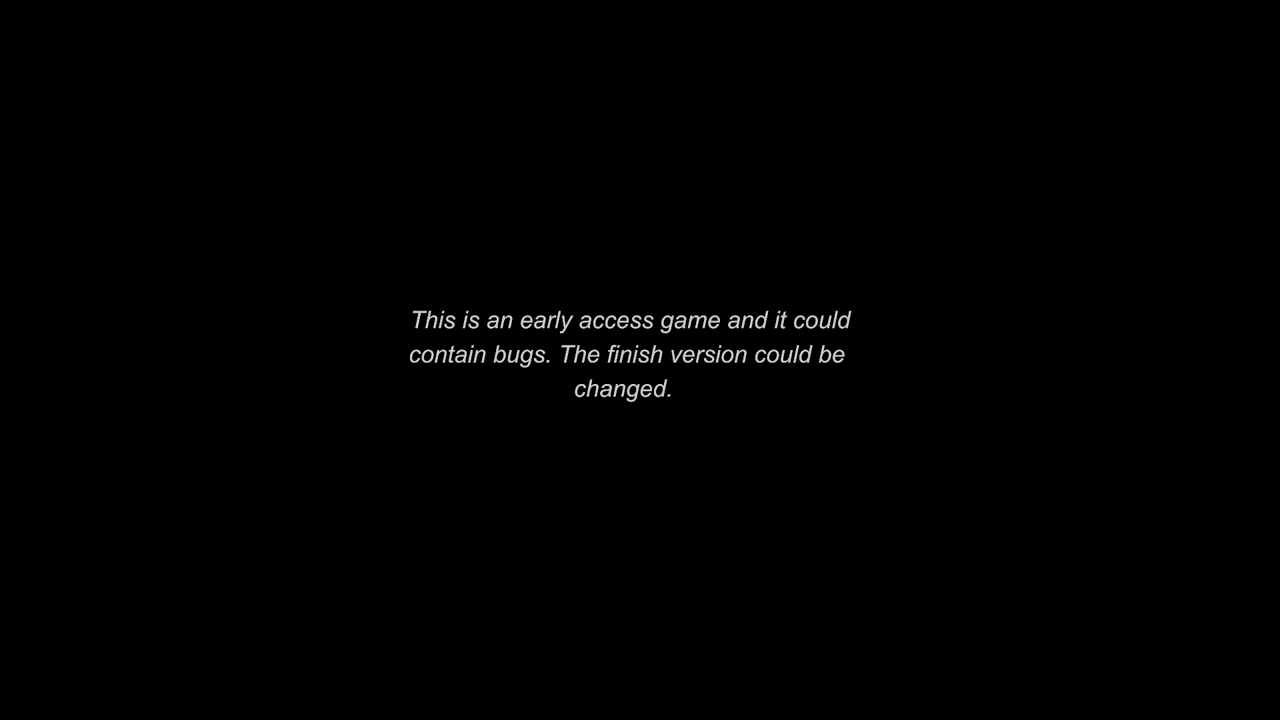 This is an early access game and it could
contain bugs. The finish version could be
changed.